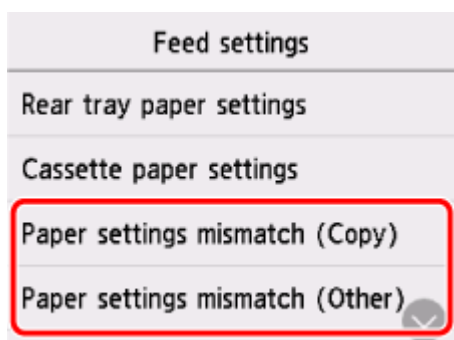 Feed settings
Rear tray paper settings
Cassette paper settings
Paper settings mismatch (Copy)
Paper settings mismatch (Other)